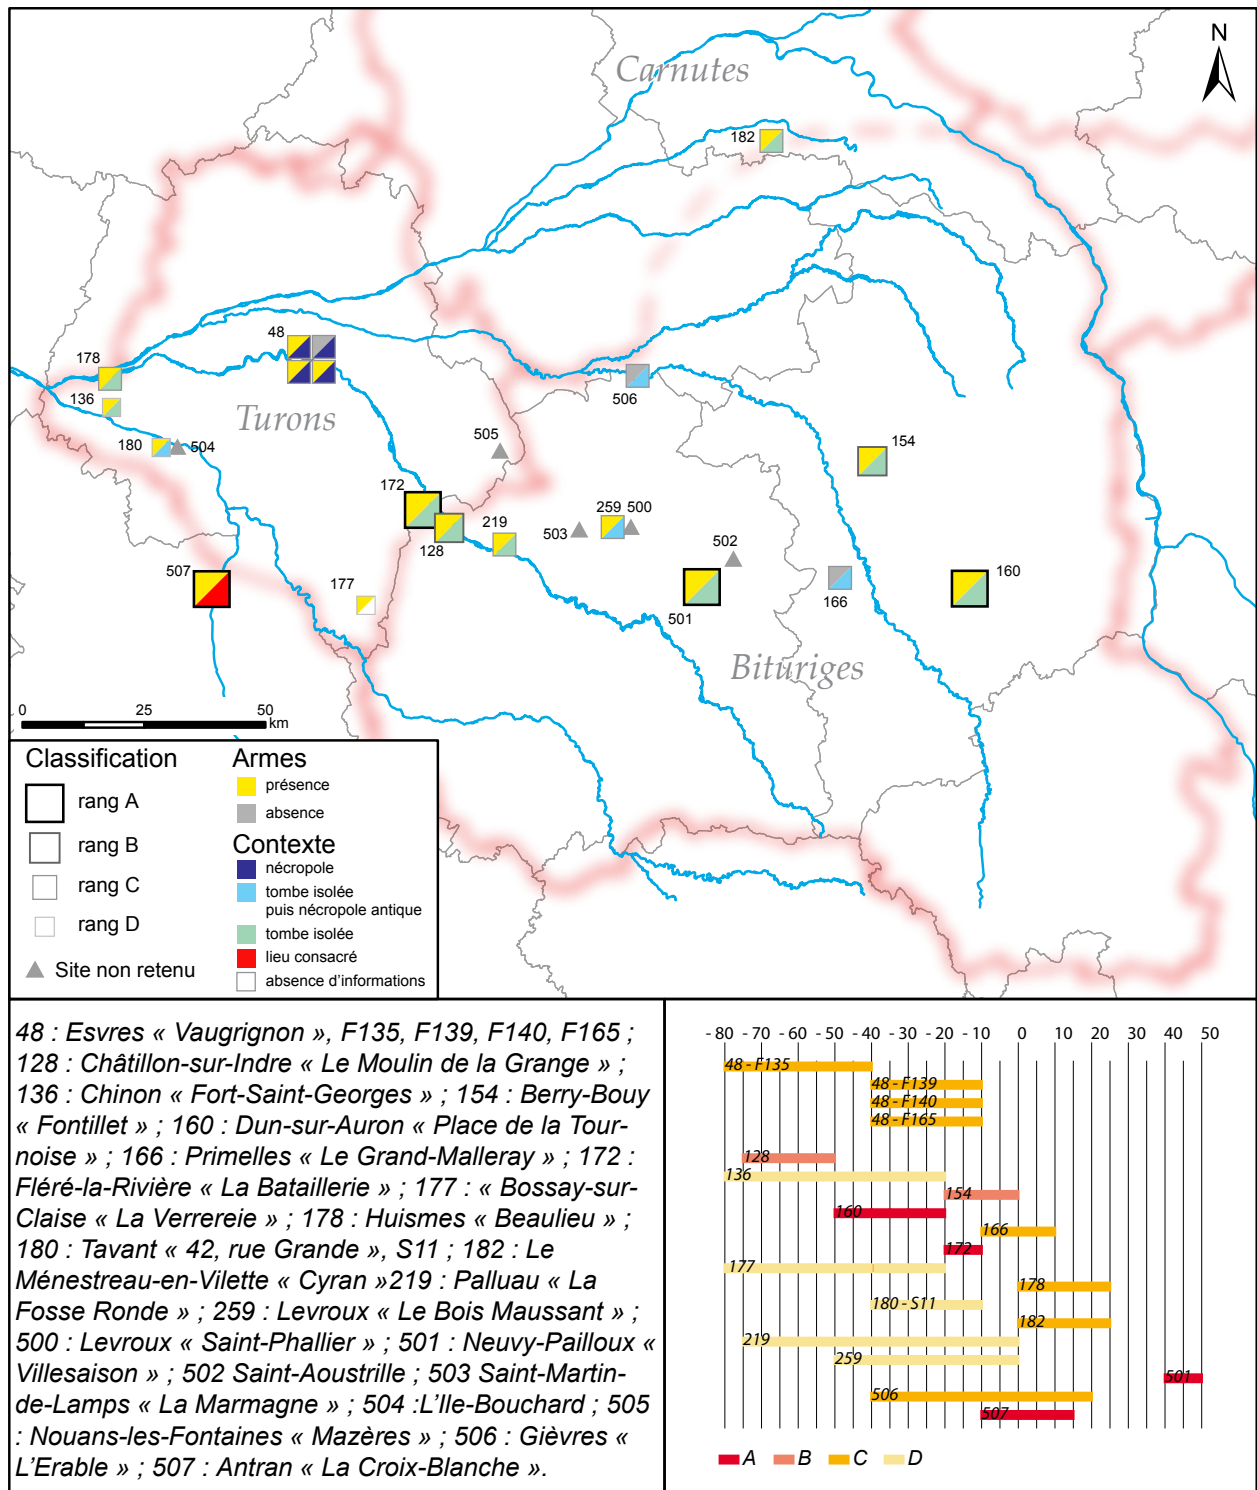 Carnutes
N
182
48
178
136
Turons
180
504
505
506
154
172
128
219
503
259
500
502
507
177
501
166
160
Bituriges
0 25 50
km
Classification
rang A
rang B
rang C
rang D
Site non retenu
Armes
présence
absence
Contexte
nécropole
tombe isolée
puis nécropole antique
tombe isolée
lieu consacré
absence d'informations
48 : Esvres « Vaugrignon », F135, F139, F140, F165 ;
128 : Châtillon-sur-Indre « Le Moulin de la Grange » ;
136 : Chinon « Fort-Saint-Georges » ; 154 : Berry-Bouy
« Fontillet » ; 160 : Dun-sur-Auron « Place de la Tour-
noise » ; 166 : Primelles « Le Grand-Malleray » ; 172 :
Fléré-la-Rivière « La Bataillerie » ; 177 : « Bossay-sur-
Claise « La Verrereie » ; 178 : Huismes « Beaulieu » ;
180 : Tavant « 42, rue Grande », S11 ; 182 : Le
Ménestreau-en-Vilette « Cyran »219 : Palluau « La
Fosse Ronde » ; 259 : Levroux « Le Bois Maussant » ;
500 : Levroux « Saint-Phallier » ; 501 : Neuvy-Pailloux «
Villesaison » ; 502 Saint-Aoustrille ; 503 Saint-Martin-
de-Lamps « La Marmagne » ; 504 :L'Ile-Bouchard ; 505
: Nouans-les-Fontaines « Mazères » ; 506 : Gièvres «
L'Erable » ; 507 : Antran « La Croix-Blanche ».
- 80 - 70 - 60 - 50 - 40 - 30 - 20 - 10 0 10 20 30 40 50
48 - F135
48 - F139
48 - F140
48 - F165
128
136
154
160
166
172
177
178
180 - S11
182
219
259
501
506
507
A B C D